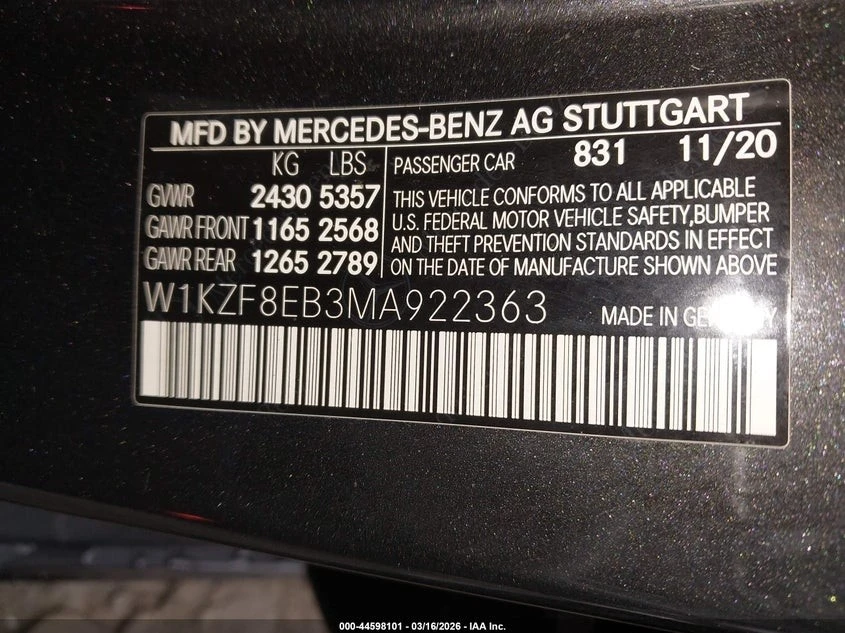 MFD BY MERCEDES-BENZ AG STUTTGART
KG LBS
GVWR 2430 5357
GAWR FRONT 1165 2568
GAWR REAR 1265 2789
PASSENGER CAR 831 11/20
THIS VEHICLE CONFORMS TO ALL APPLICABLE
U.S. FEDERAL MOTOR VEHICLE SAFETY,BUMPER
AND THEFT PREVENTION STANDARDS IN EFFECT
ON THE DATE OF MANUFACTURE SHOWN ABOVE
W1KZF8EB3MA922363
MADE IN
000-44598101 - 03/16/2026 - IAA Inc.